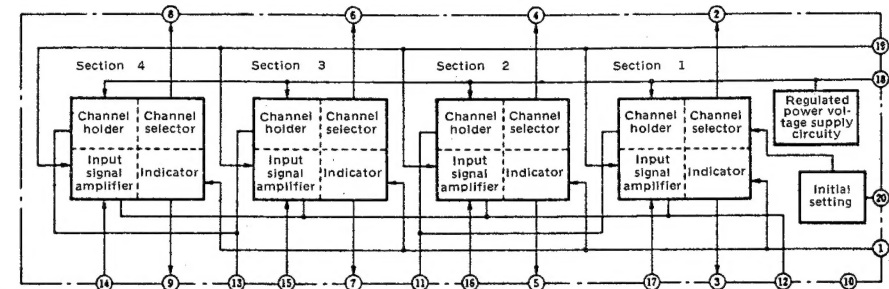 8
6
4
2
19
Section 4
Section 3
Section 2
Section 1
18
Channel holder
Channel selector
Input signal amplifier
Indicator
Channel holder
Channel selector
Input signal amplifier
Indicator
Channel holder
Channel selector
Input signal amplifier
Indicator
Channel holder
Channel selector
Input signal amplifier
Indicator
Regulated
power vol-
tage supply
circuity
Initial
setting
20
1
14
9
13
15
7
11
16
5
17
3
12
10